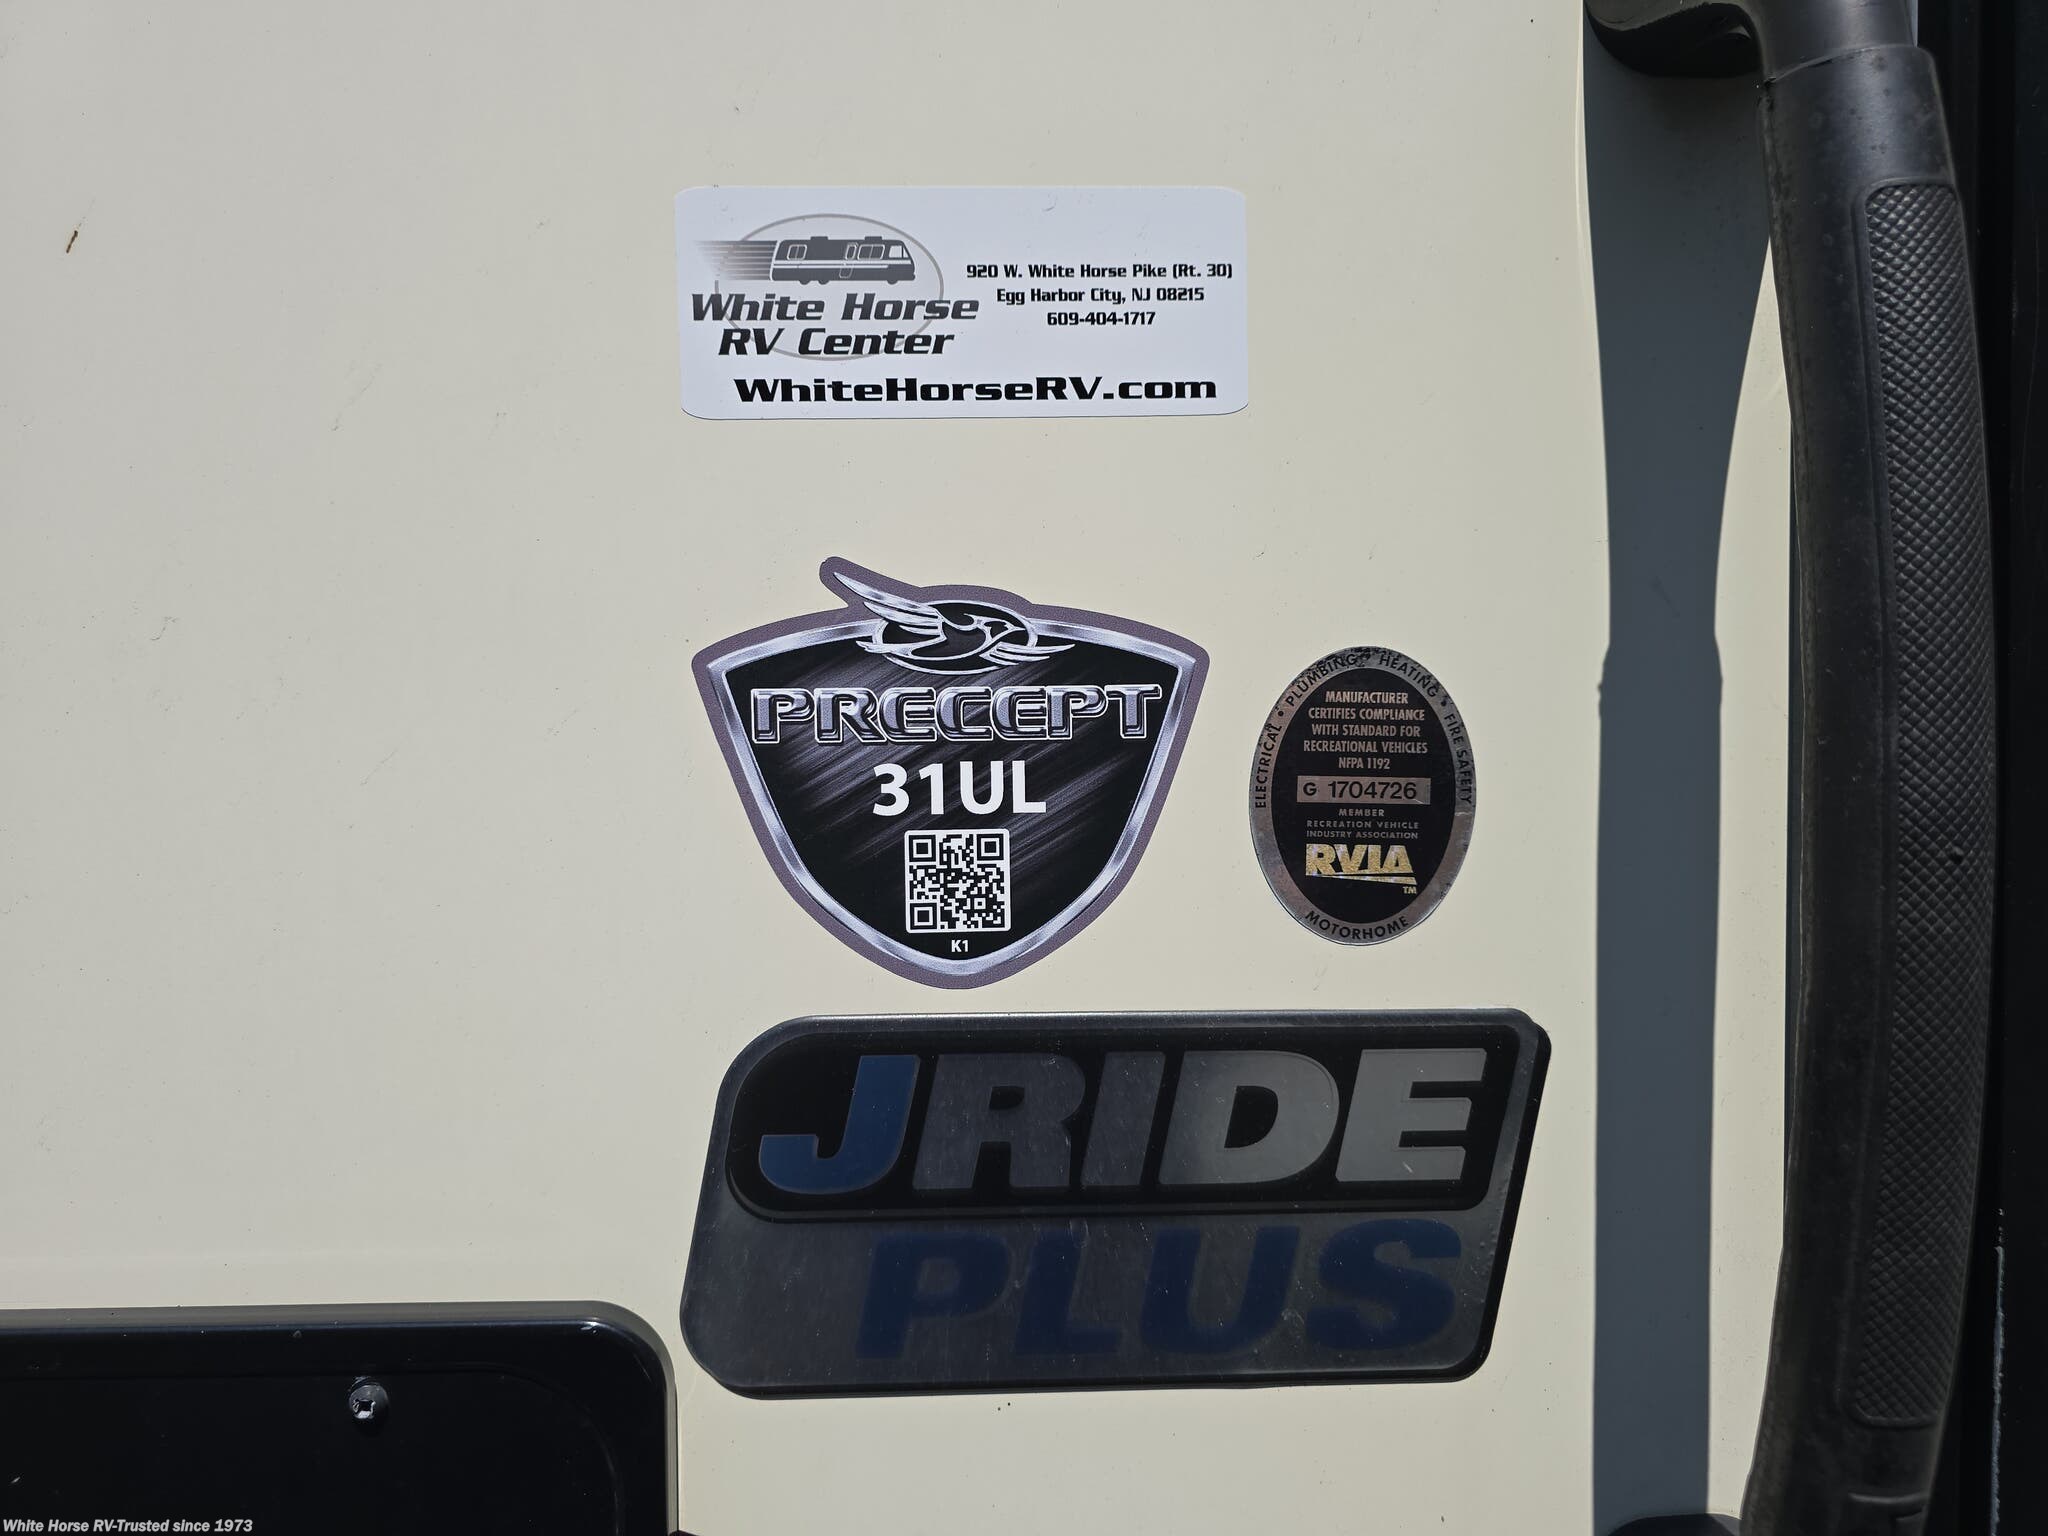 White Horse
RV Center
920 W. White Horse Pike (Rt. 30)
Egg Harbor City, NJ 08215
609-404-1717
WhiteHorseRV.com
PRECEPT
31UL
K1
ELECTRICAL • PLUMBING • HEATING • FIRE SAFETY
MANUFACTURER
CERTIFIES COMPLIANCE
WITH STANDARD FOR
RECREATIONAL VEHICLES
NFPA 1192
G 1704726
MEMBER
RECREATION VEHICLE
INDUSTRY ASSOCIATION
RVIA
TM
MOTORHOME
JRIDE
PLUS
White Horse RV-Trusted since 1973